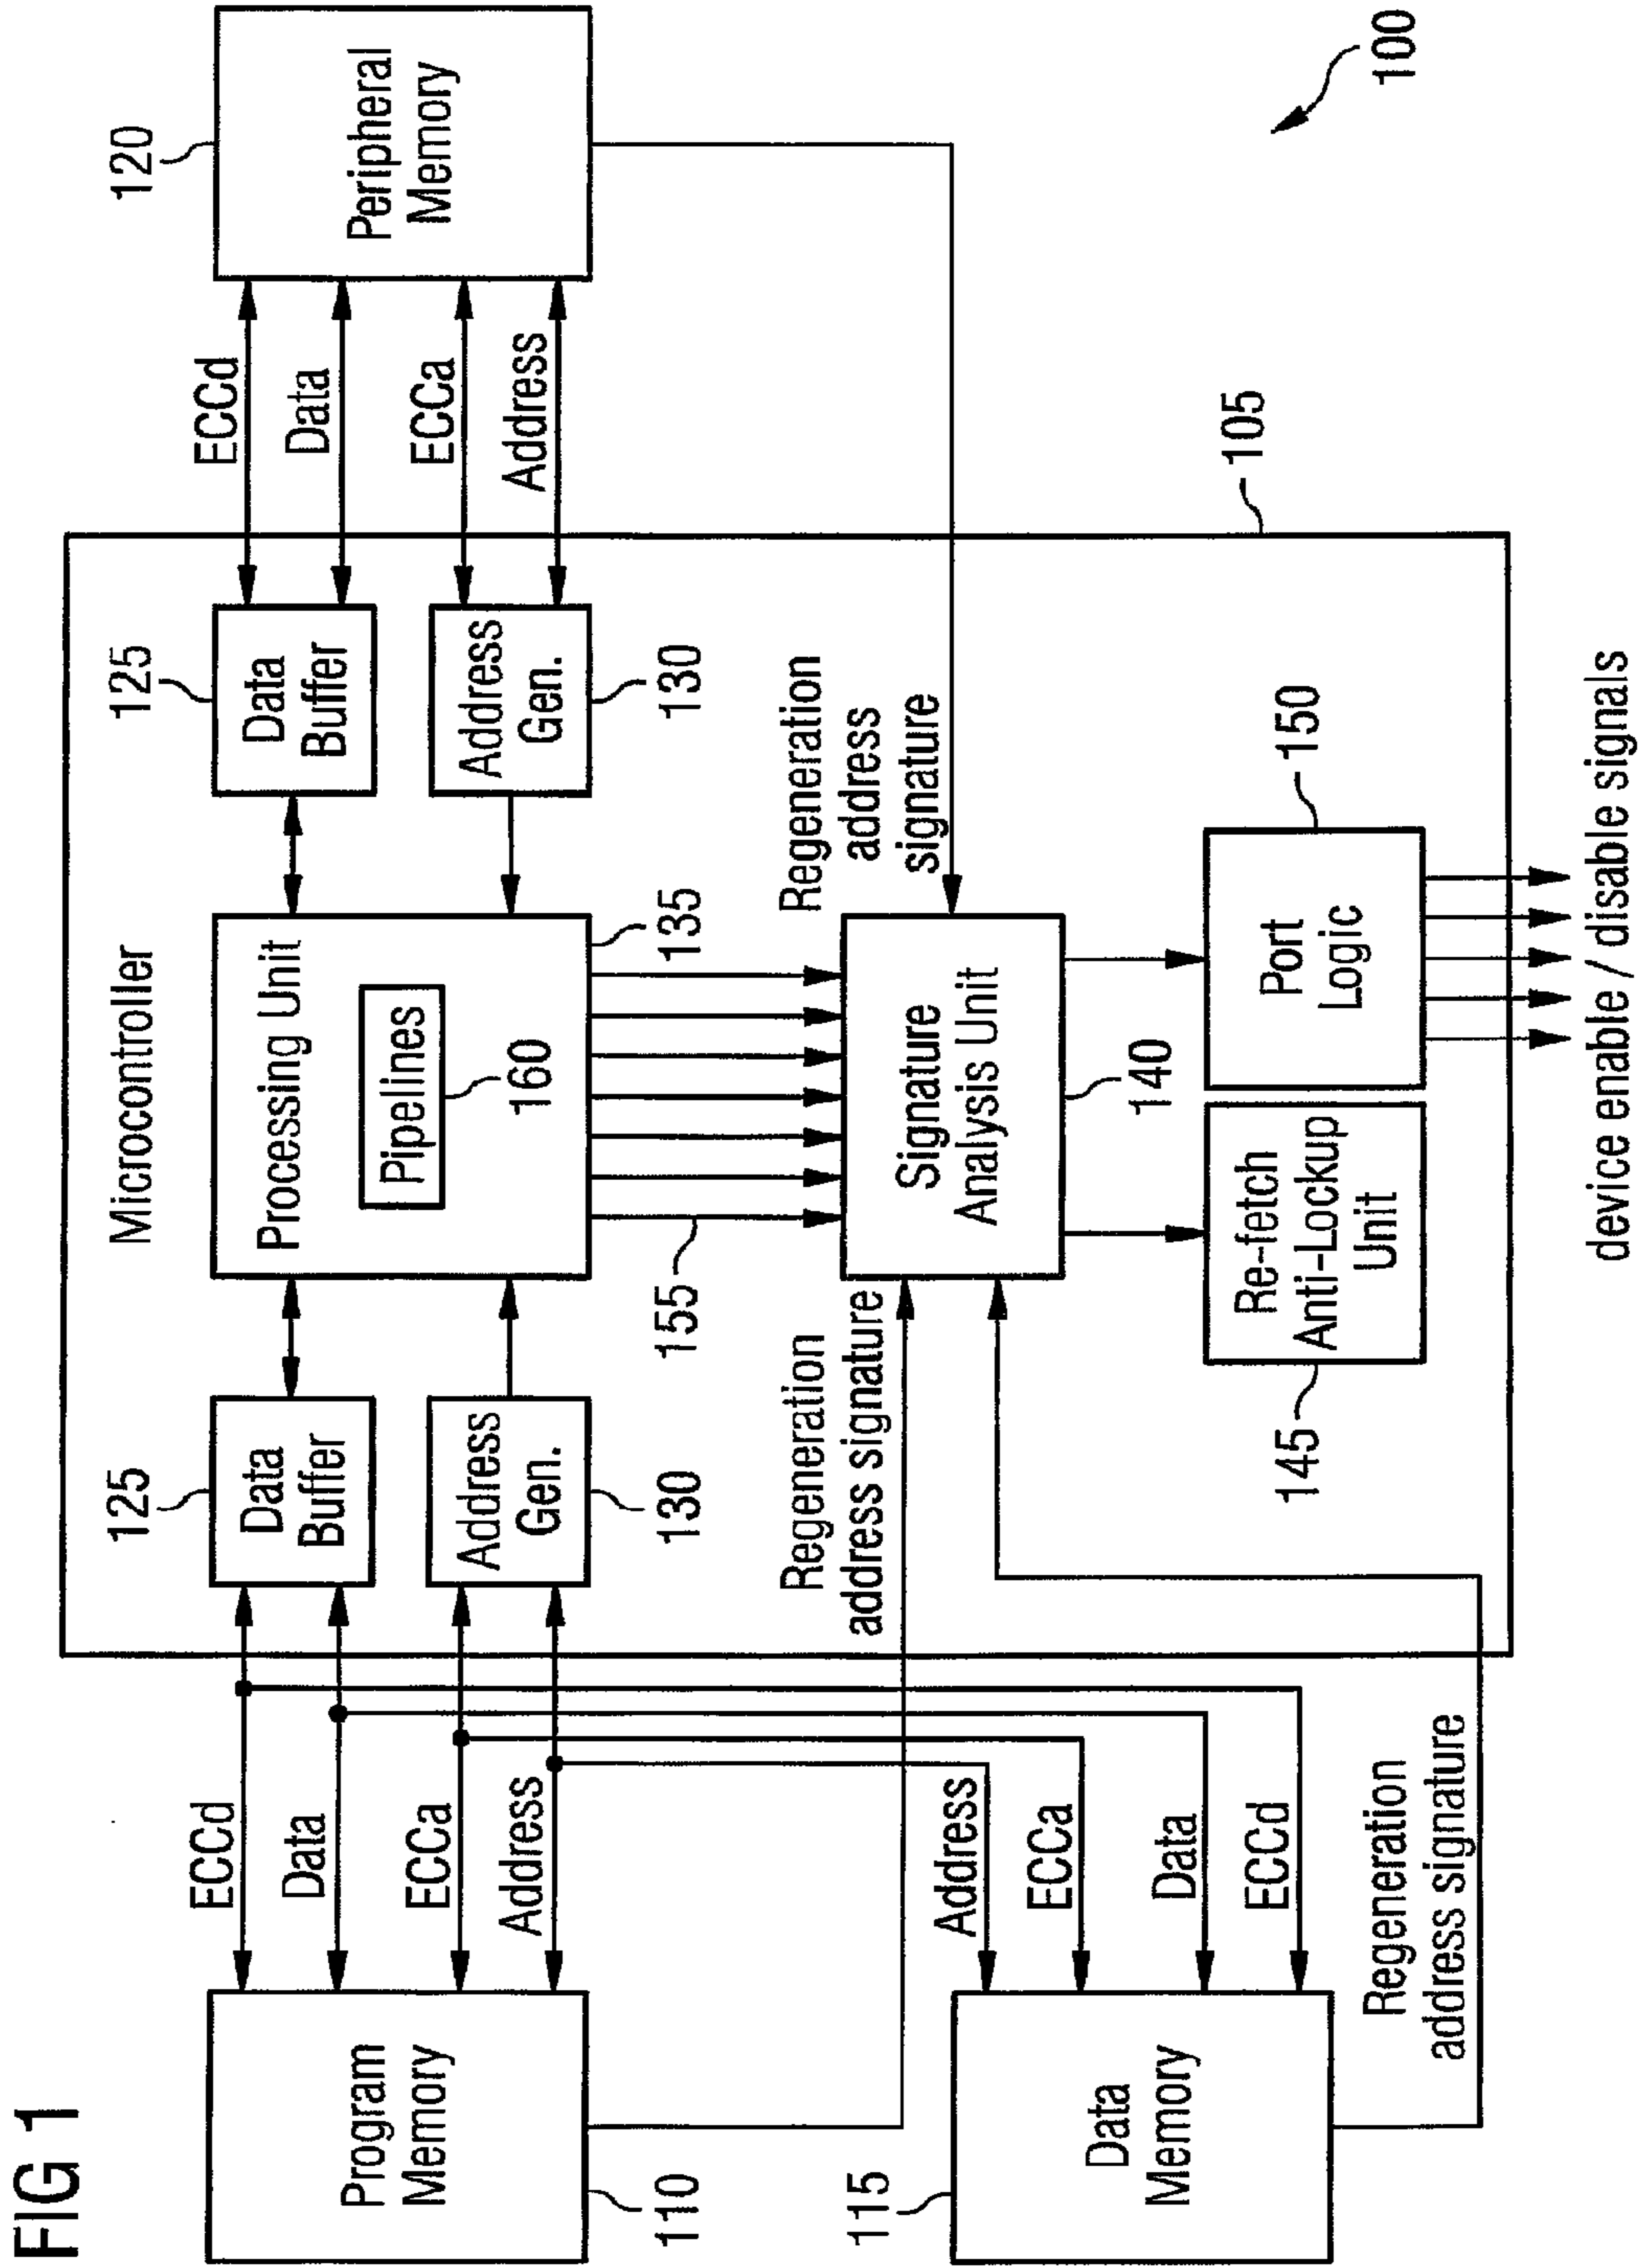 FIG 1
Microcontroller
125
125
120
ECCd
Data
ECCa
Address
Program
Memory
110
Data
Buffer
Address
Gen.
130
Processing Unit
Pipelines
160
135
Data
Buffer
Address
Gen.
130
ECCd
Data
ECCa
Address
Peripheral
Memory
155
Regeneration
address signature
Regeneration
address
signature
Signature
Analysis Unit
140
115
Data
Memory
Address
ECCa
Data
ECCd
Regeneration
address signature
145
Re-fetch
Anti-Lockup
Unit
Port
Logic
150
105
100
device enable / disable signals